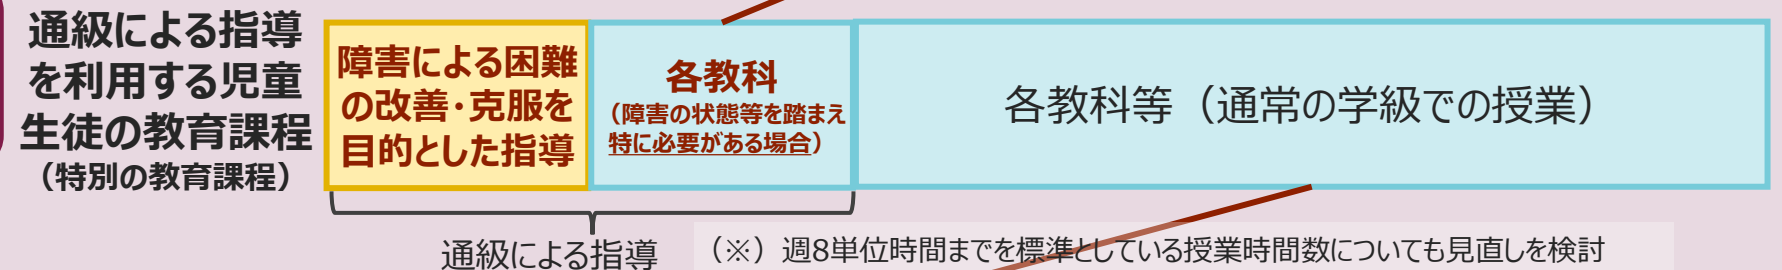 通級による指導
を利用する児童
生徒の教育課程
（特別の教育課程）
障害による困難
の改善・克服を
目的とした指導
各教科
（障害の状態等を踏まえ
特に必要がある場合）
各教科等（通常の学級での授業）
通級による指導
（※）週8単位時間までを標準としている授業時間数についても見直しを検討